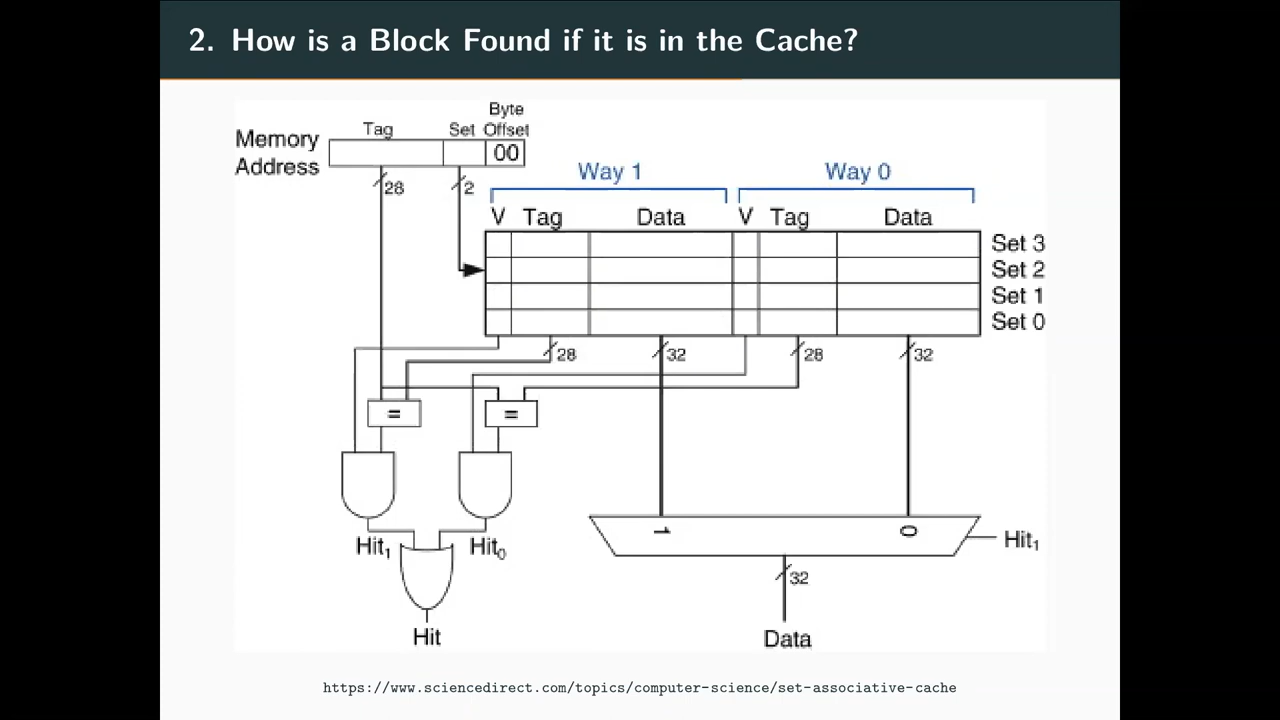 2. How is a Block Found if it is in the Cache?
Byte
Tag Set Offset
Memory
Address
00
28
2
Way 1 Way 0
V Tag Data V Tag Data
Set 3
Set 2
Set 1
Set 0
28 32 28 32
= =
1 0
Hit1 Hit0 Hit1
32
Hit Data
https://www.sciencedirect.com/topics/computer-science/set-associative-cache